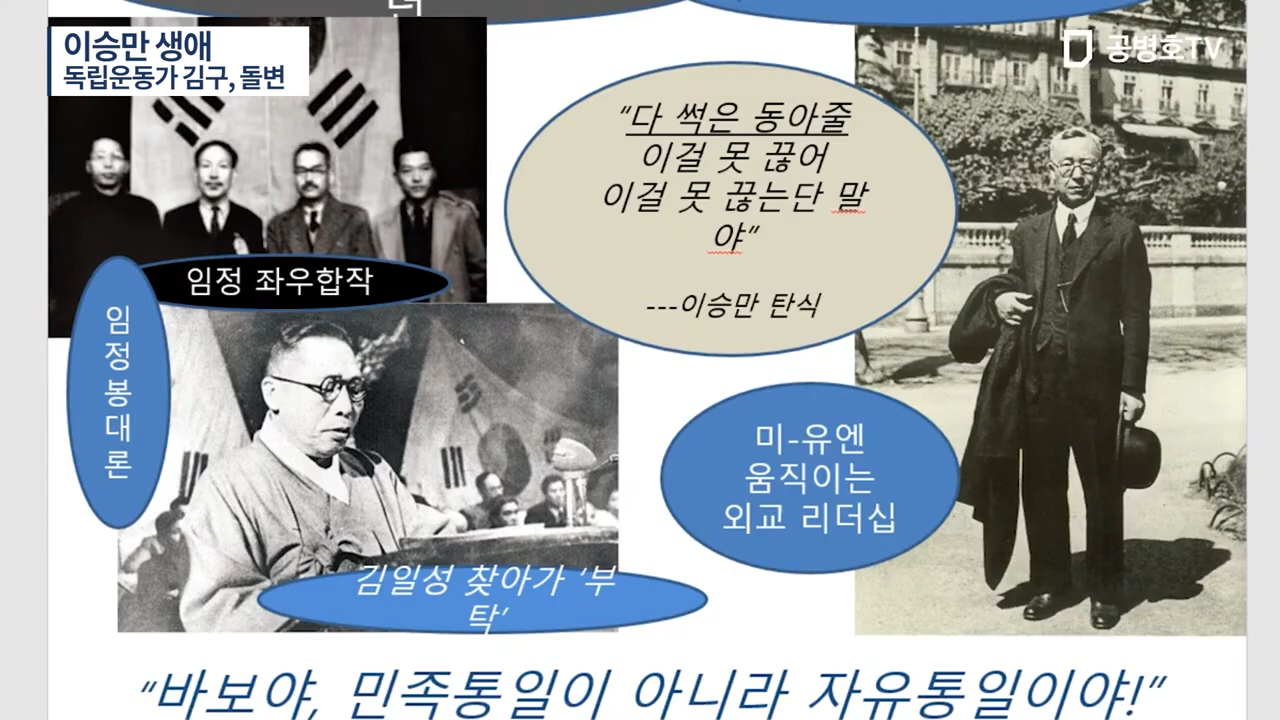 더
이승만 생애
독립운동가 김구, 돌변
공병호TV
“다 썩은 동아줄
이걸 못 끊어
이걸 못 끊는단 말
야”
---이승만 탄식
임정 좌우합작
임
정
봉
대
론
미-유엔
움직이는
외교 리더십
김일성 찾아가 ‘부
탁’
“바보야, 민족통일이 아니라 자유통일이야!”